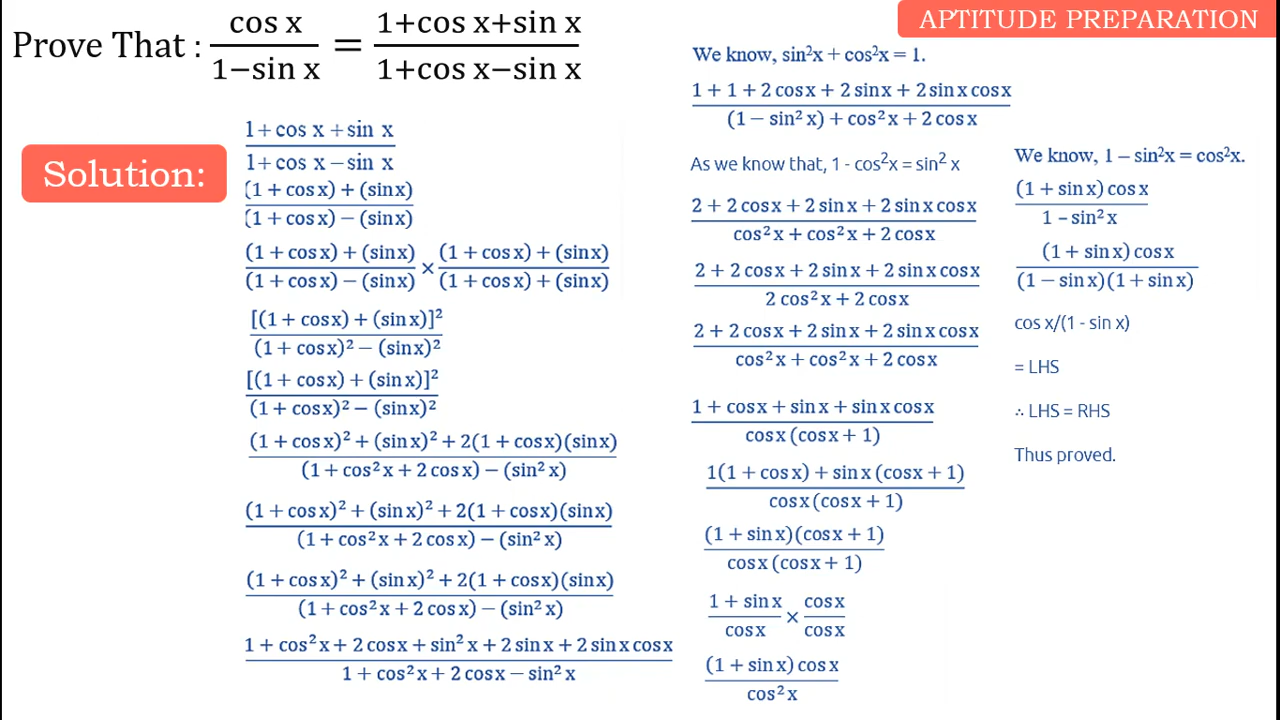 APTITUDE PREPARATION
Prove That : cos x / 1−sin x = 1+cos x+sin x / 1+cos x−sin x
Solution:
1+ cos x + sin x
1+ cos x − sin x
(1 + cos x) + (sin x)
(1 + cos x) − (sin x)
(1 + cos x) + (sin x) / (1 + cos x) − (sin x) × (1 + cos x) + (sin x) / (1 + cos x) + (sin x)
[(1 + cos x) + (sin x)]²
(1 + cos x)² − (sin x)²
[(1 + cos x) + (sin x)]²
(1 + cos x)² − (sin x)²
(1 + cos x)² + (sin x)² + 2(1 + cos x)(sin x)
(1 + cos² x + 2 cos x) − (sin² x)
(1 + cos x)² + (sin x)² + 2(1 + cos x)(sin x)
(1 + cos² x + 2 cos x) − (sin² x)
(1 + cos x)² + (sin x)² + 2(1 + cos x)(sin x)
(1 + cos² x + 2 cos x) − (sin² x)
1 + cos² x + 2 cos x + sin² x + 2 sin x + 2 sin x cos x
1 + cos² x + 2 cos x − sin² x
We know, sin²x + cos²x = 1.
1 + 1 + 2 cos x + 2 sin x + 2 sin x cos x
(1 − sin² x) + cos² x + 2 cos x
As we know that, 1 - cos²x = sin² x
2 + 2 cos x + 2 sin x + 2 sin x cos x
cos² x + cos² x + 2 cos x
2 + 2 cos x + 2 sin x + 2 sin x cos x
2 cos² x + 2 cos x
2 + 2 cos x + 2 sin x + 2 sin x cos x
cos² x + cos² x + 2 cos x
1 + cos x + sin x + sin x cos x
cos x (cos x + 1)
1(1 + cos x) + sin x (cos x + 1)
cos x (cos x + 1)
(1 + sin x)(cos x + 1)
cos x (cos x + 1)
1 + sin x / cos x × cos x / cos x
(1 + sin x) cos x
cos² x
We know, 1 – sin²x = cos²x.
(1 + sin x) cos x
1 – sin² x
(1 + sin x) cos x
(1 − sin x)(1 + sin x)
cos x/(1 - sin x)
= LHS
∴ LHS = RHS
Thus proved.